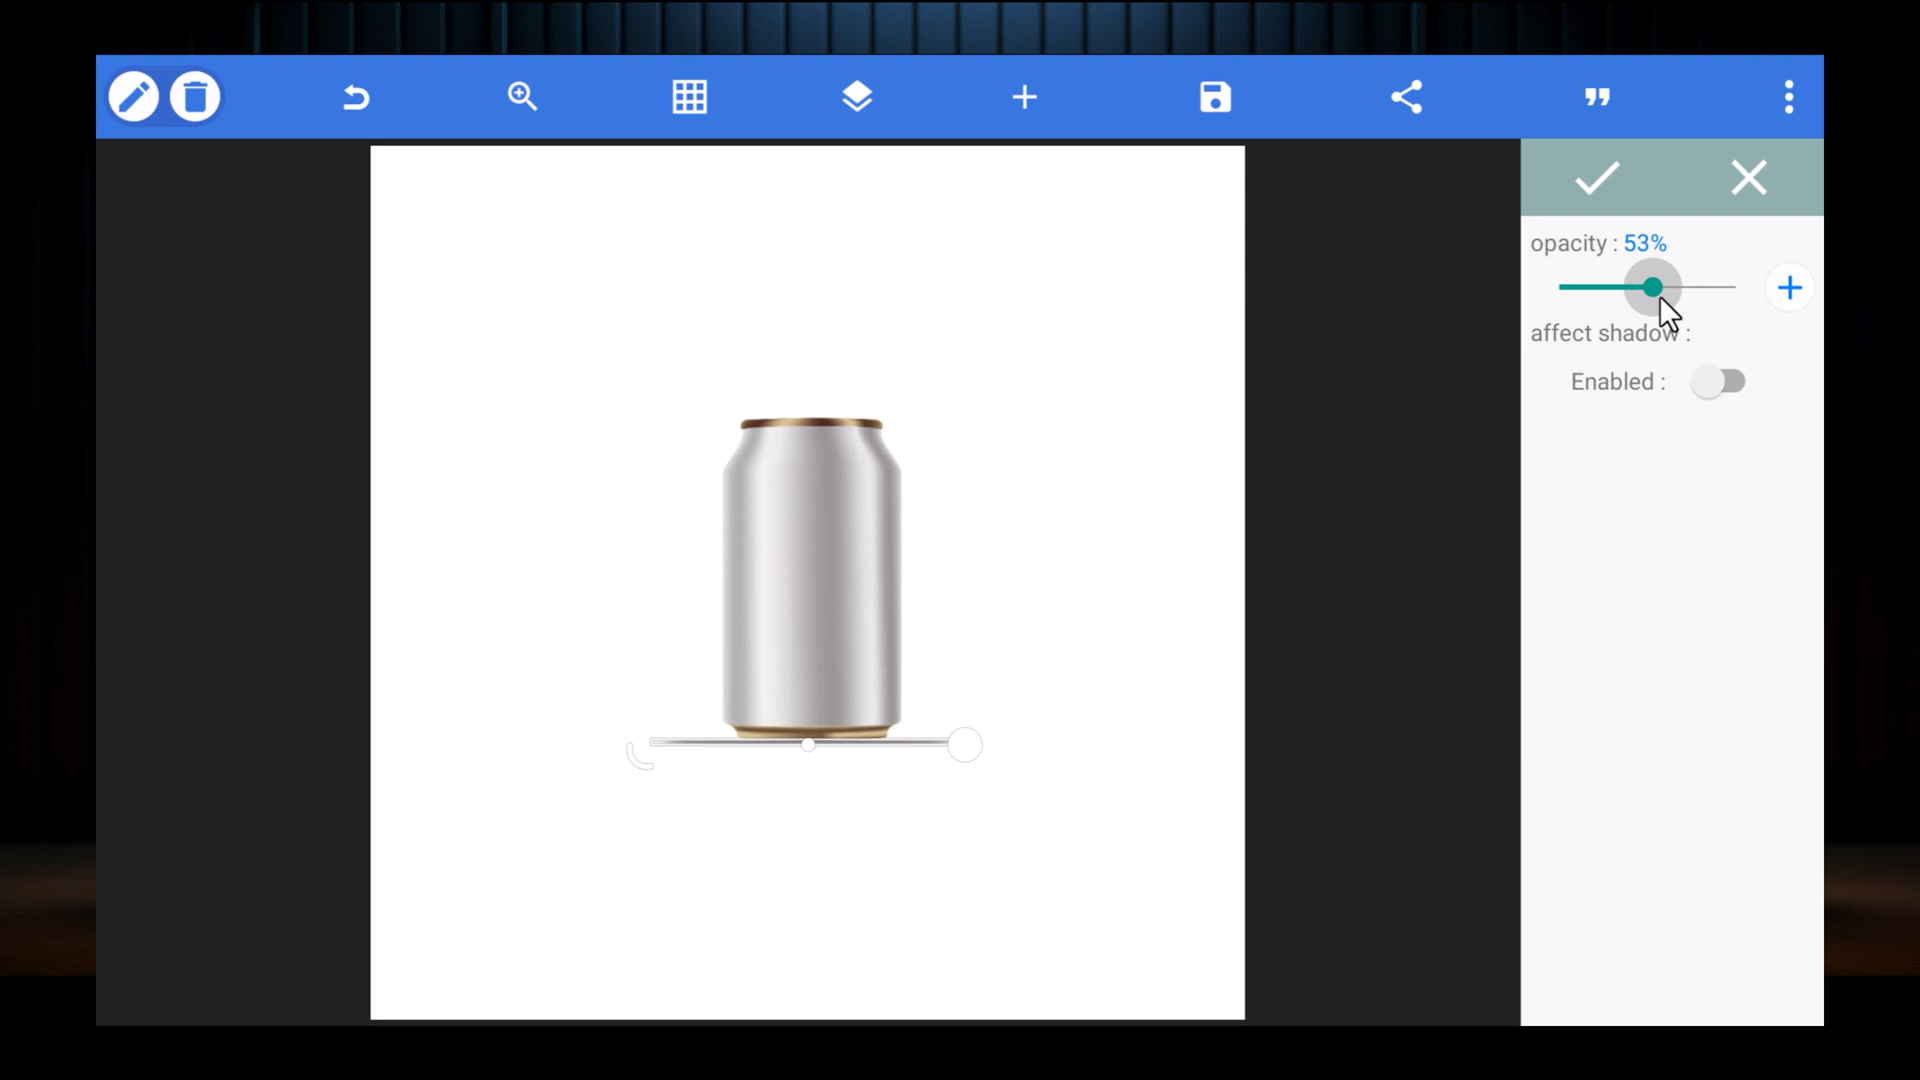 opacity : 53%
affect shadow :
Enabled :